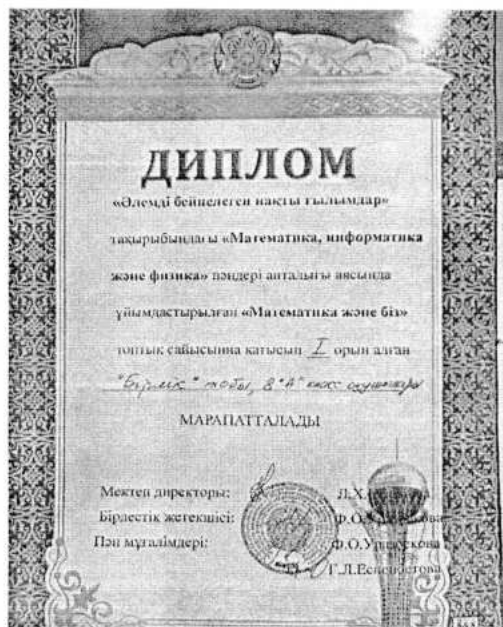 ДИПЛОМ
«Әлемді бейнелеген нақты ғылымдар»
тақырыбындағы «Математика, информатика
және физика» пәндері апталығы аясында
ұйымдастырылған «Математика және біз»
топтық сайысына қатысып I орын алған
"Бірлік" тобы, 8 "А" класс оқушылары
МАРАПАТТАЛАДЫ
Мектеп директоры: Л.Х.
Бірлестік жетекшісі: Ф.О.
Пән мұғалімдері: Ф.О.
Г.Л.